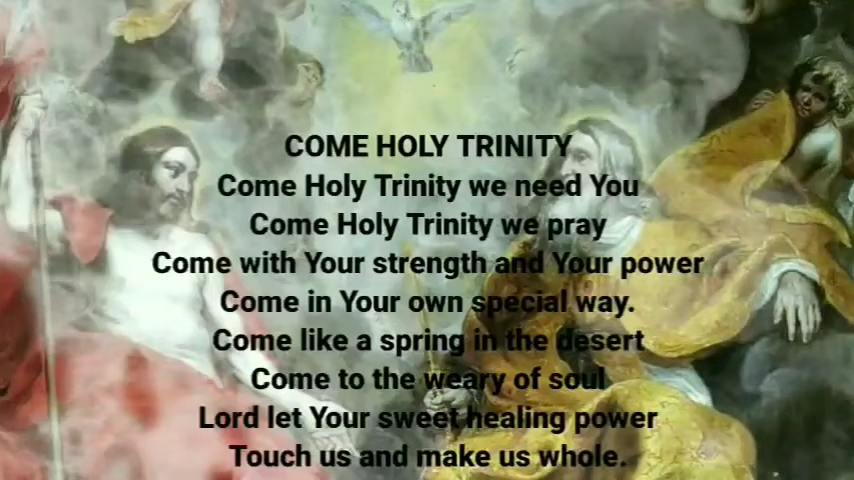 COME HOLY TRINITY
Come Holy Trinity we need You
Come Holy Trinity we pray
Come with Your strength and Your power
Come in Your own special way.
Come like a spring in the desert
Come to the weary of soul
Lord let Your sweet healing power
Touch us and make us whole.